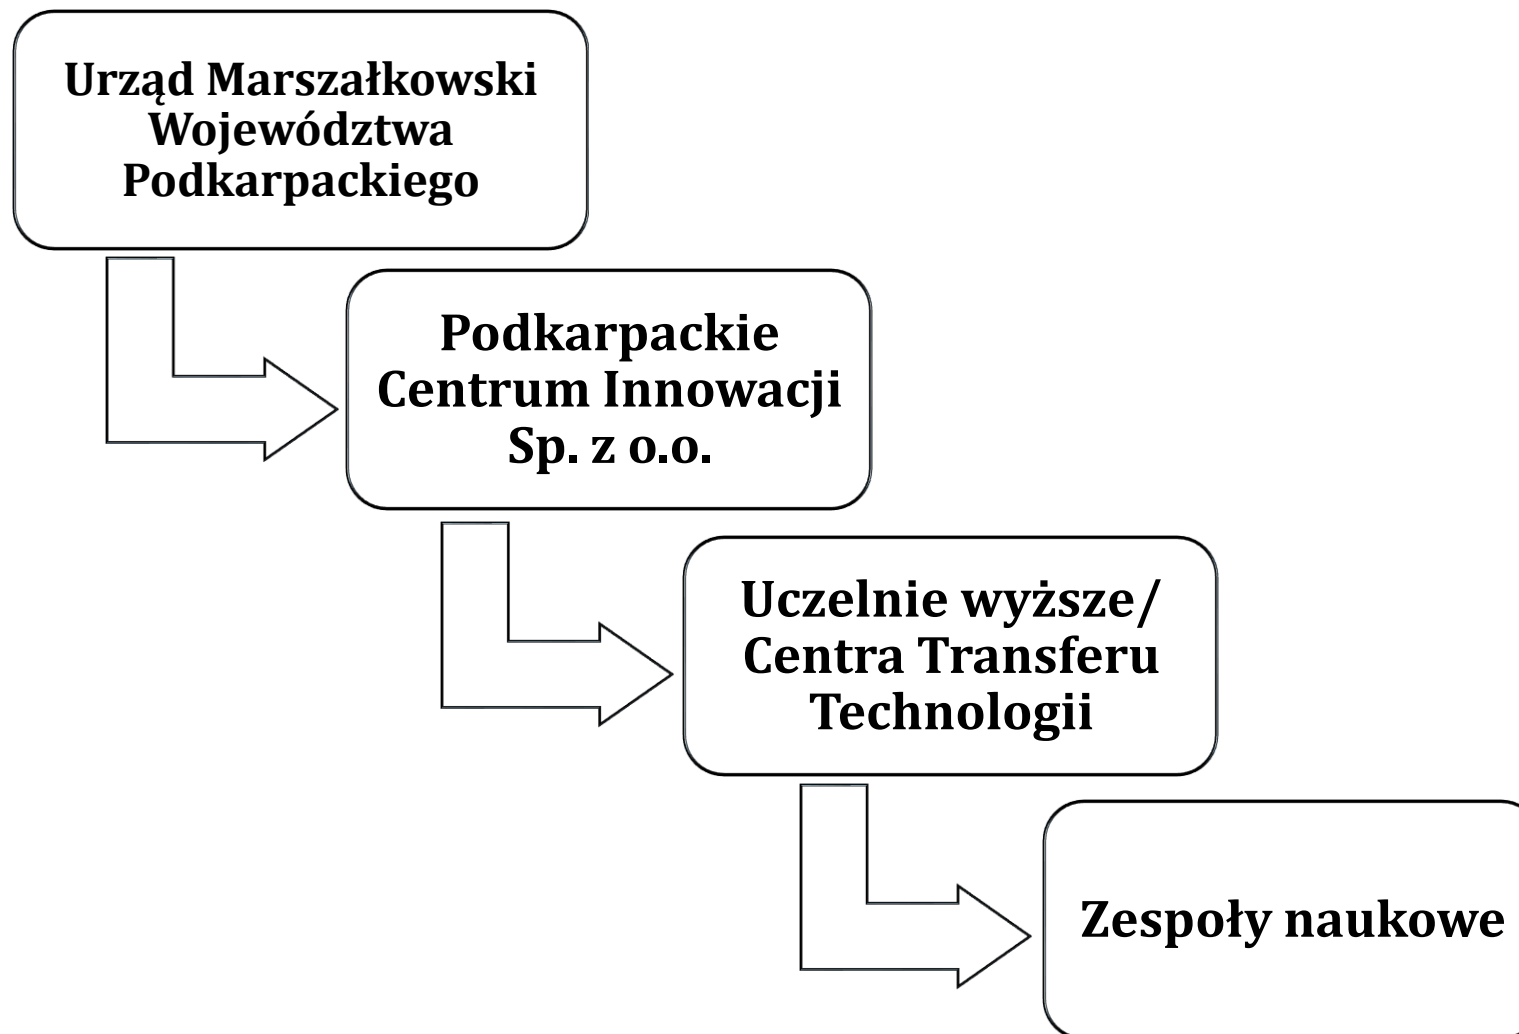 Urząd Marszałkowski
Województwa
Podkarpackiego
Podkarpackie
Centrum Innowacji
Sp. z o.o.
Uczelnie wyższe/
Centra Transferu
Technologii
Zespoły naukowe